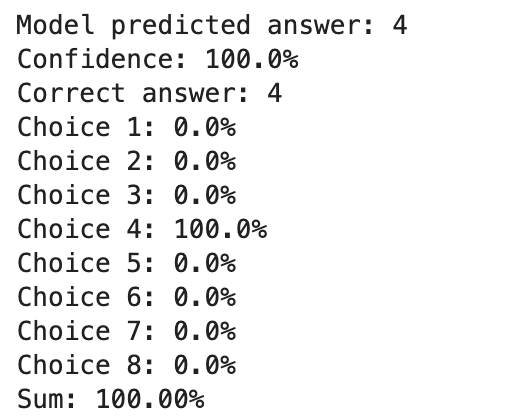 Model predicted answer: 4
Confidence: 100.0%
Correct answer: 4
Choice 1: 0.0%
Choice 2: 0.0%
Choice 3: 0.0%
Choice 4: 100.0%
Choice 5: 0.0%
Choice 6: 0.0%
Choice 7: 0.0%
Choice 8: 0.0%
Sum: 100.00%